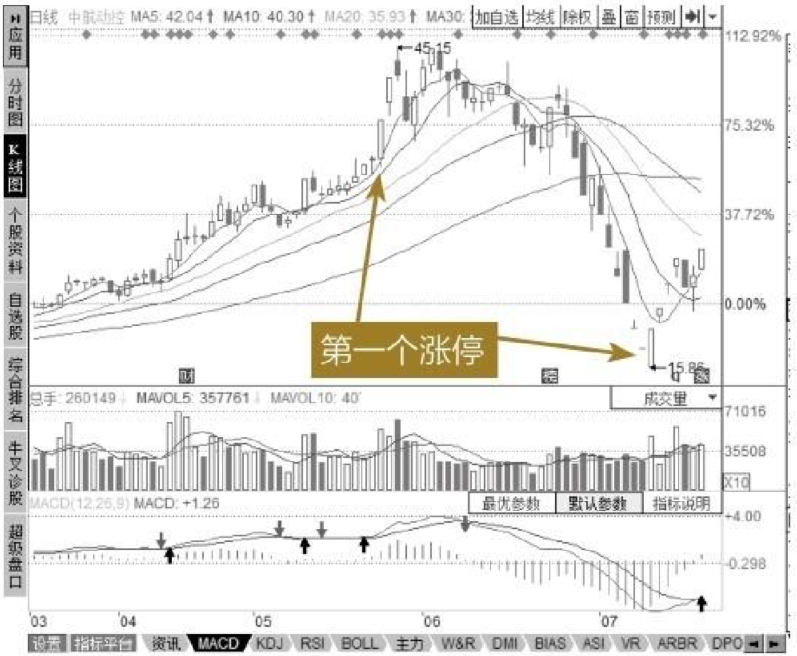 日线 中航动控 MA5: 42.04↑ MA10: 40.30↑ MA20: 35.93↑ MA30: 加自选 均线 除权 叠 窗 预测
应用
分时图
K线图
个股资料
自选股
综合排名
牛叉诊股
超级盘口
112.92%
45.15
75.32%
37.72%
0.00%
第一个涨停
15.86
财
总手: 260149↓ MAVOL5: 357761↓ MAVOL10: 40
成交量
71016
35508
X10
MACD(12,26,9) MACD: +1.26
最优参数 默认参数 指标说明
+4.00
-0.298
03 04 05 06 07
设置 指标平台 资讯 MACD KDJ RSI BOLL 主力 W&R DMI BIAS ASI VR ARBR DPO